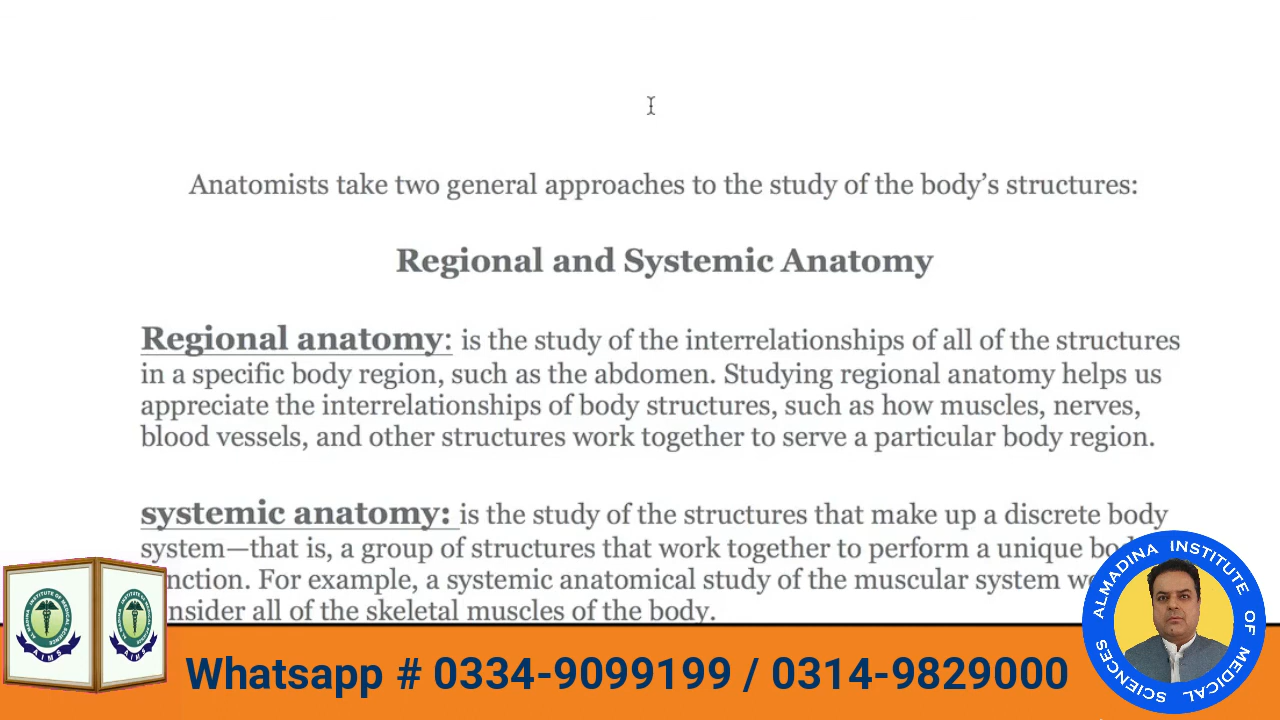 Anatomists take two general approaches to the study of the body’s structures:
Regional and Systemic Anatomy
Regional anatomy: is the study of the interrelationships of all of the structures
in a specific body region, such as the abdomen. Studying regional anatomy helps us
appreciate the interrelationships of body structures, such as how muscles, nerves,
blood vessels, and other structures work together to serve a particular body region.
systemic anatomy: is the study of the structures that make up a discrete body
system—that is, a group of structures that work together to perform a unique
For example, a systemic anatomical study of the muscular system
all of the skeletal muscles of the body.
Whatsapp # 0334-9099199 / 0314-9829000
ALMADINA INSTITUTE OF MEDICAL SCIENCES
ALMADINA INSTITUTE OF MEDICAL SCIENCES
AIMS